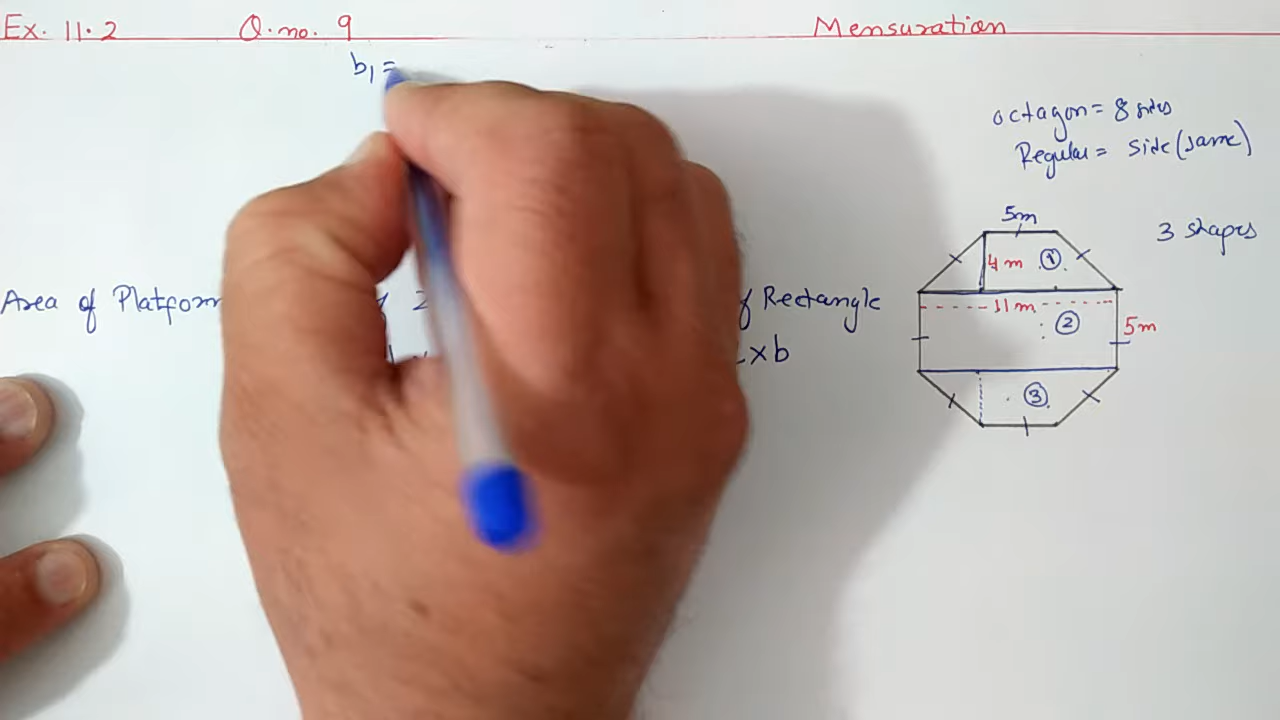 Ex. 11.2 Q.no. 9 Mensuration
b1 =
octagon = 8 sides
Regular = side (same)
5m
3 shapes
4 m 1
Area of Platform 2 Rectangle
11 m
2
5m
x b
3